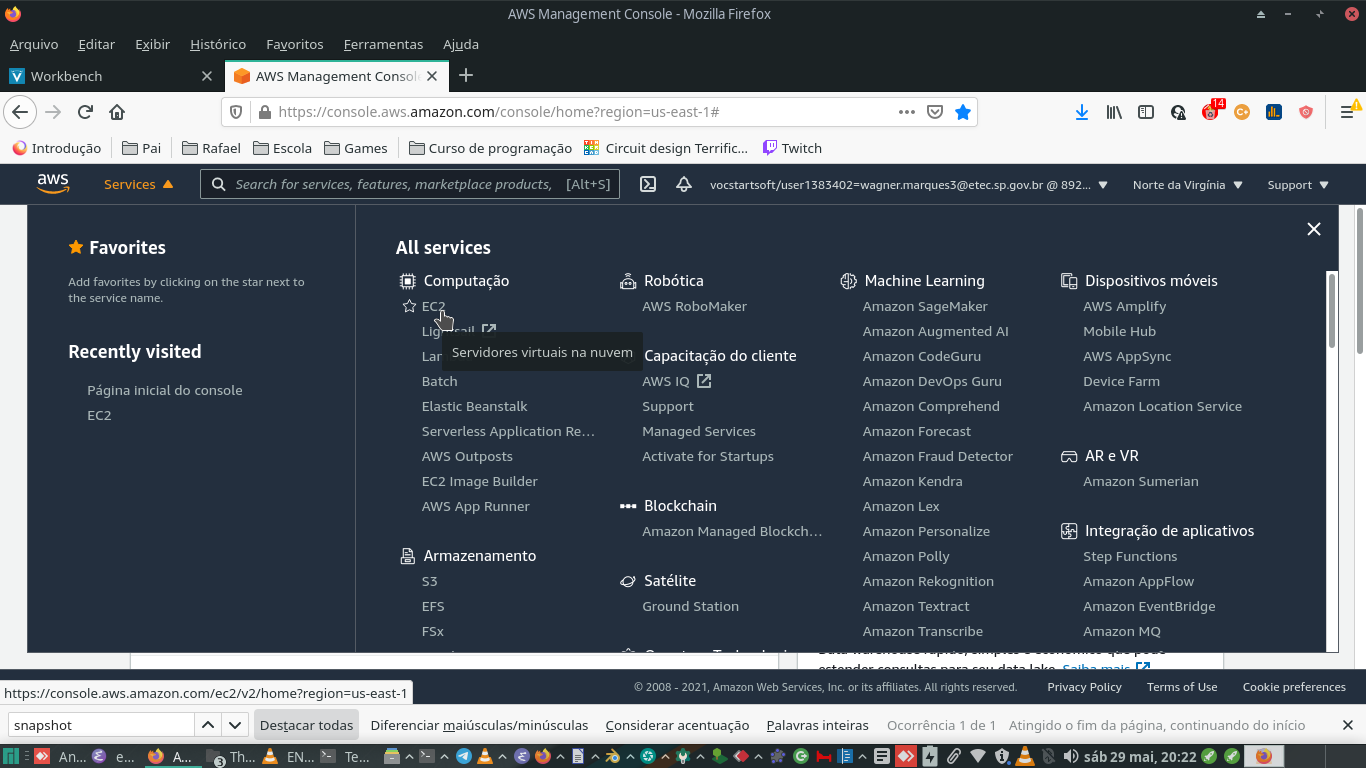 AWS Management Console - Mozilla Firefox
Arquivo Editar Exibir Histórico Favoritos Ferramentas Ajuda
Workbench
AWS Management Consol
https://console.aws.amazon.com/console/home?region=us-east-1#
14
Introdução Pai Rafael Escola Games Curso de programação Circuit design Terrific... Twitch
aws Services Search for services, features, marketplace products, [Alt+S] vocstartsoft/user1383402=wagner.marques3@etec.sp.gov.br @ 892... Norte da Virgínia Support
Favorites
Add favorites by clicking on the star next to
the service name.
Recently visited
Página inicial do console
EC2
All services
Computação
EC2
Servidores virtuais na nuvem
Batch
Elastic Beanstalk
Serverless Application Re...
AWS Outposts
EC2 Image Builder
AWS App Runner
Armazenamento
S3
EFS
FSx
Robótica
AWS RoboMaker
Capacitação do cliente
AWS IQ
Support
Managed Services
Activate for Startups
Blockchain
Amazon Managed Blockch...
Satélite
Ground Station
Machine Learning
Amazon SageMaker
Amazon Augmented AI
Amazon CodeGuru
Amazon DevOps Guru
Amazon Comprehend
Amazon Forecast
Amazon Fraud Detector
Amazon Kendra
Amazon Lex
Amazon Personalize
Amazon Polly
Amazon Rekognition
Amazon Textract
Amazon Transcribe
Dispositivos móveis
AWS Amplify
Mobile Hub
AWS AppSync
Device Farm
Amazon Location Service
AR e VR
Amazon Sumerian
Integração de aplicativos
Step Functions
Amazon AppFlow
Amazon EventBridge
Amazon MQ
estender consultas para seu data lake. Saiba mais
© 2008 - 2021, Amazon Web Services, Inc. or its affiliates. All rights reserved. Privacy Policy Terms of Use Cookie preferences
https://console.aws.amazon.com/ec2/v2/home?region=us-east-1
snapshot Destacar todas Diferenciar maiúsculas/minúsculas Considerar acentuação Palavras inteiras Ocorrência 1 de 1 Atingido o fim da página, continuando do início
An... e... A... 3 Th... EN... Te... sáb 29 mai, 20:22